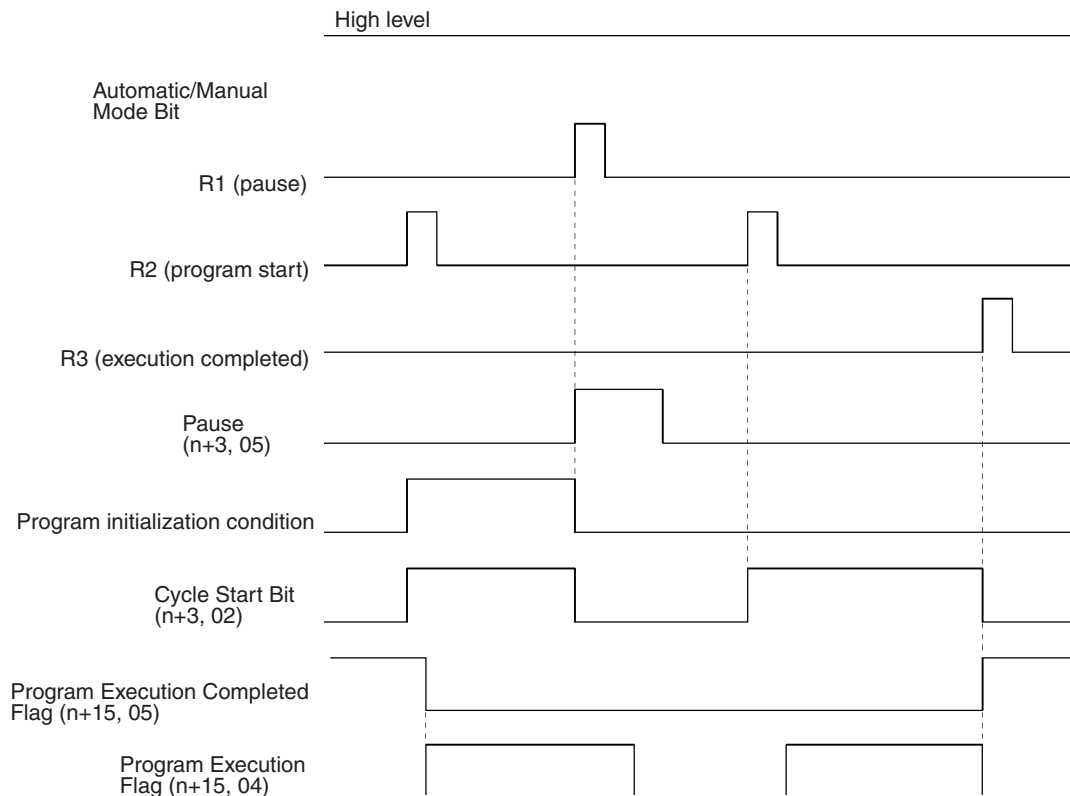 High level
Automatic/Manual
Mode Bit
R1 (pause)
R2 (program start)
R3 (execution completed)
Pause
(n+3, 05)
Program initialization condition
Cycle Start Bit
(n+3, 02)
Program Execution Completed
Flag (n+15, 05)
Program Execution
Flag (n+15, 04)